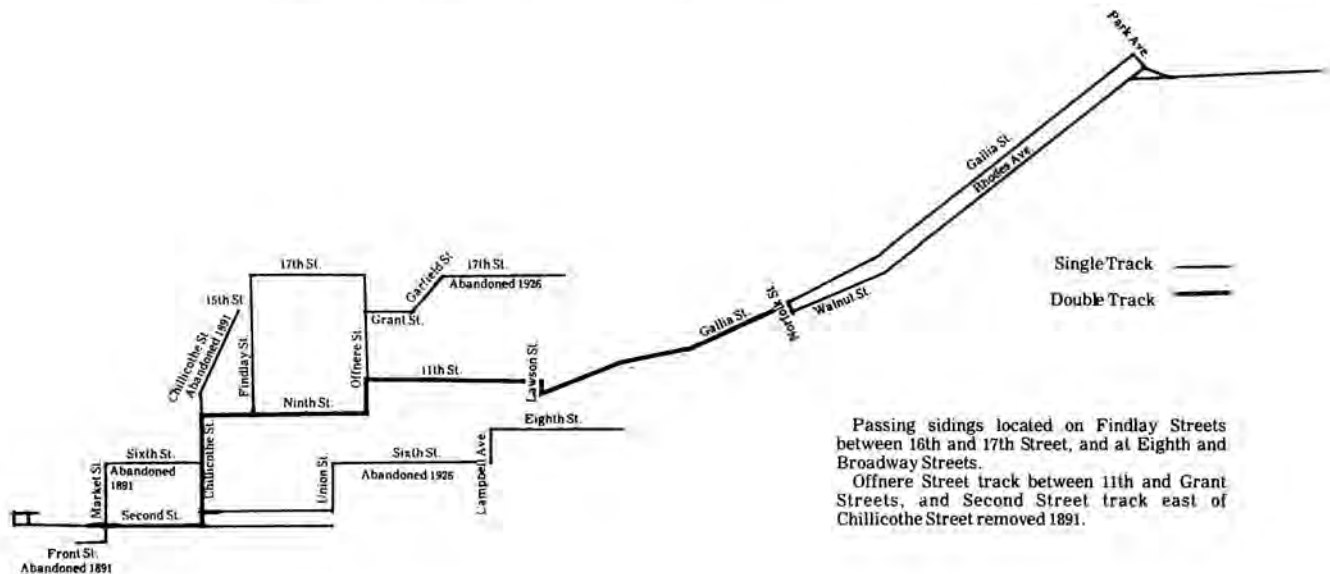 Park Ave.
Gallia St.
Rhodes Ave.
Single Track
Double Track
17th St.
Garfield St.
17th St.
Abandoned 1926
15th St.
Grant St.
Norfolk St.
Walnut St.
Gallia St.
Chillicothe St.
Abandoned 1891
Findlay St.
Offnere St.
11th St.
Lawson St.
Ninth St.
Eighth St.
Chillicothe St.
Market St.
Sixth St.
Abandoned
1891
Union St.
Sixth St.
Abandoned 1926
Campbell Ave.
Second St.
Front St.
Abandoned 1891
Passing sidings located on Findlay Streets
between 16th and 17th Street, and at Eighth and
Broadway Streets.
Offnere Street track between 11th and Grant
Streets, and Second Street track east of
Chillicothe Street removed 1891.